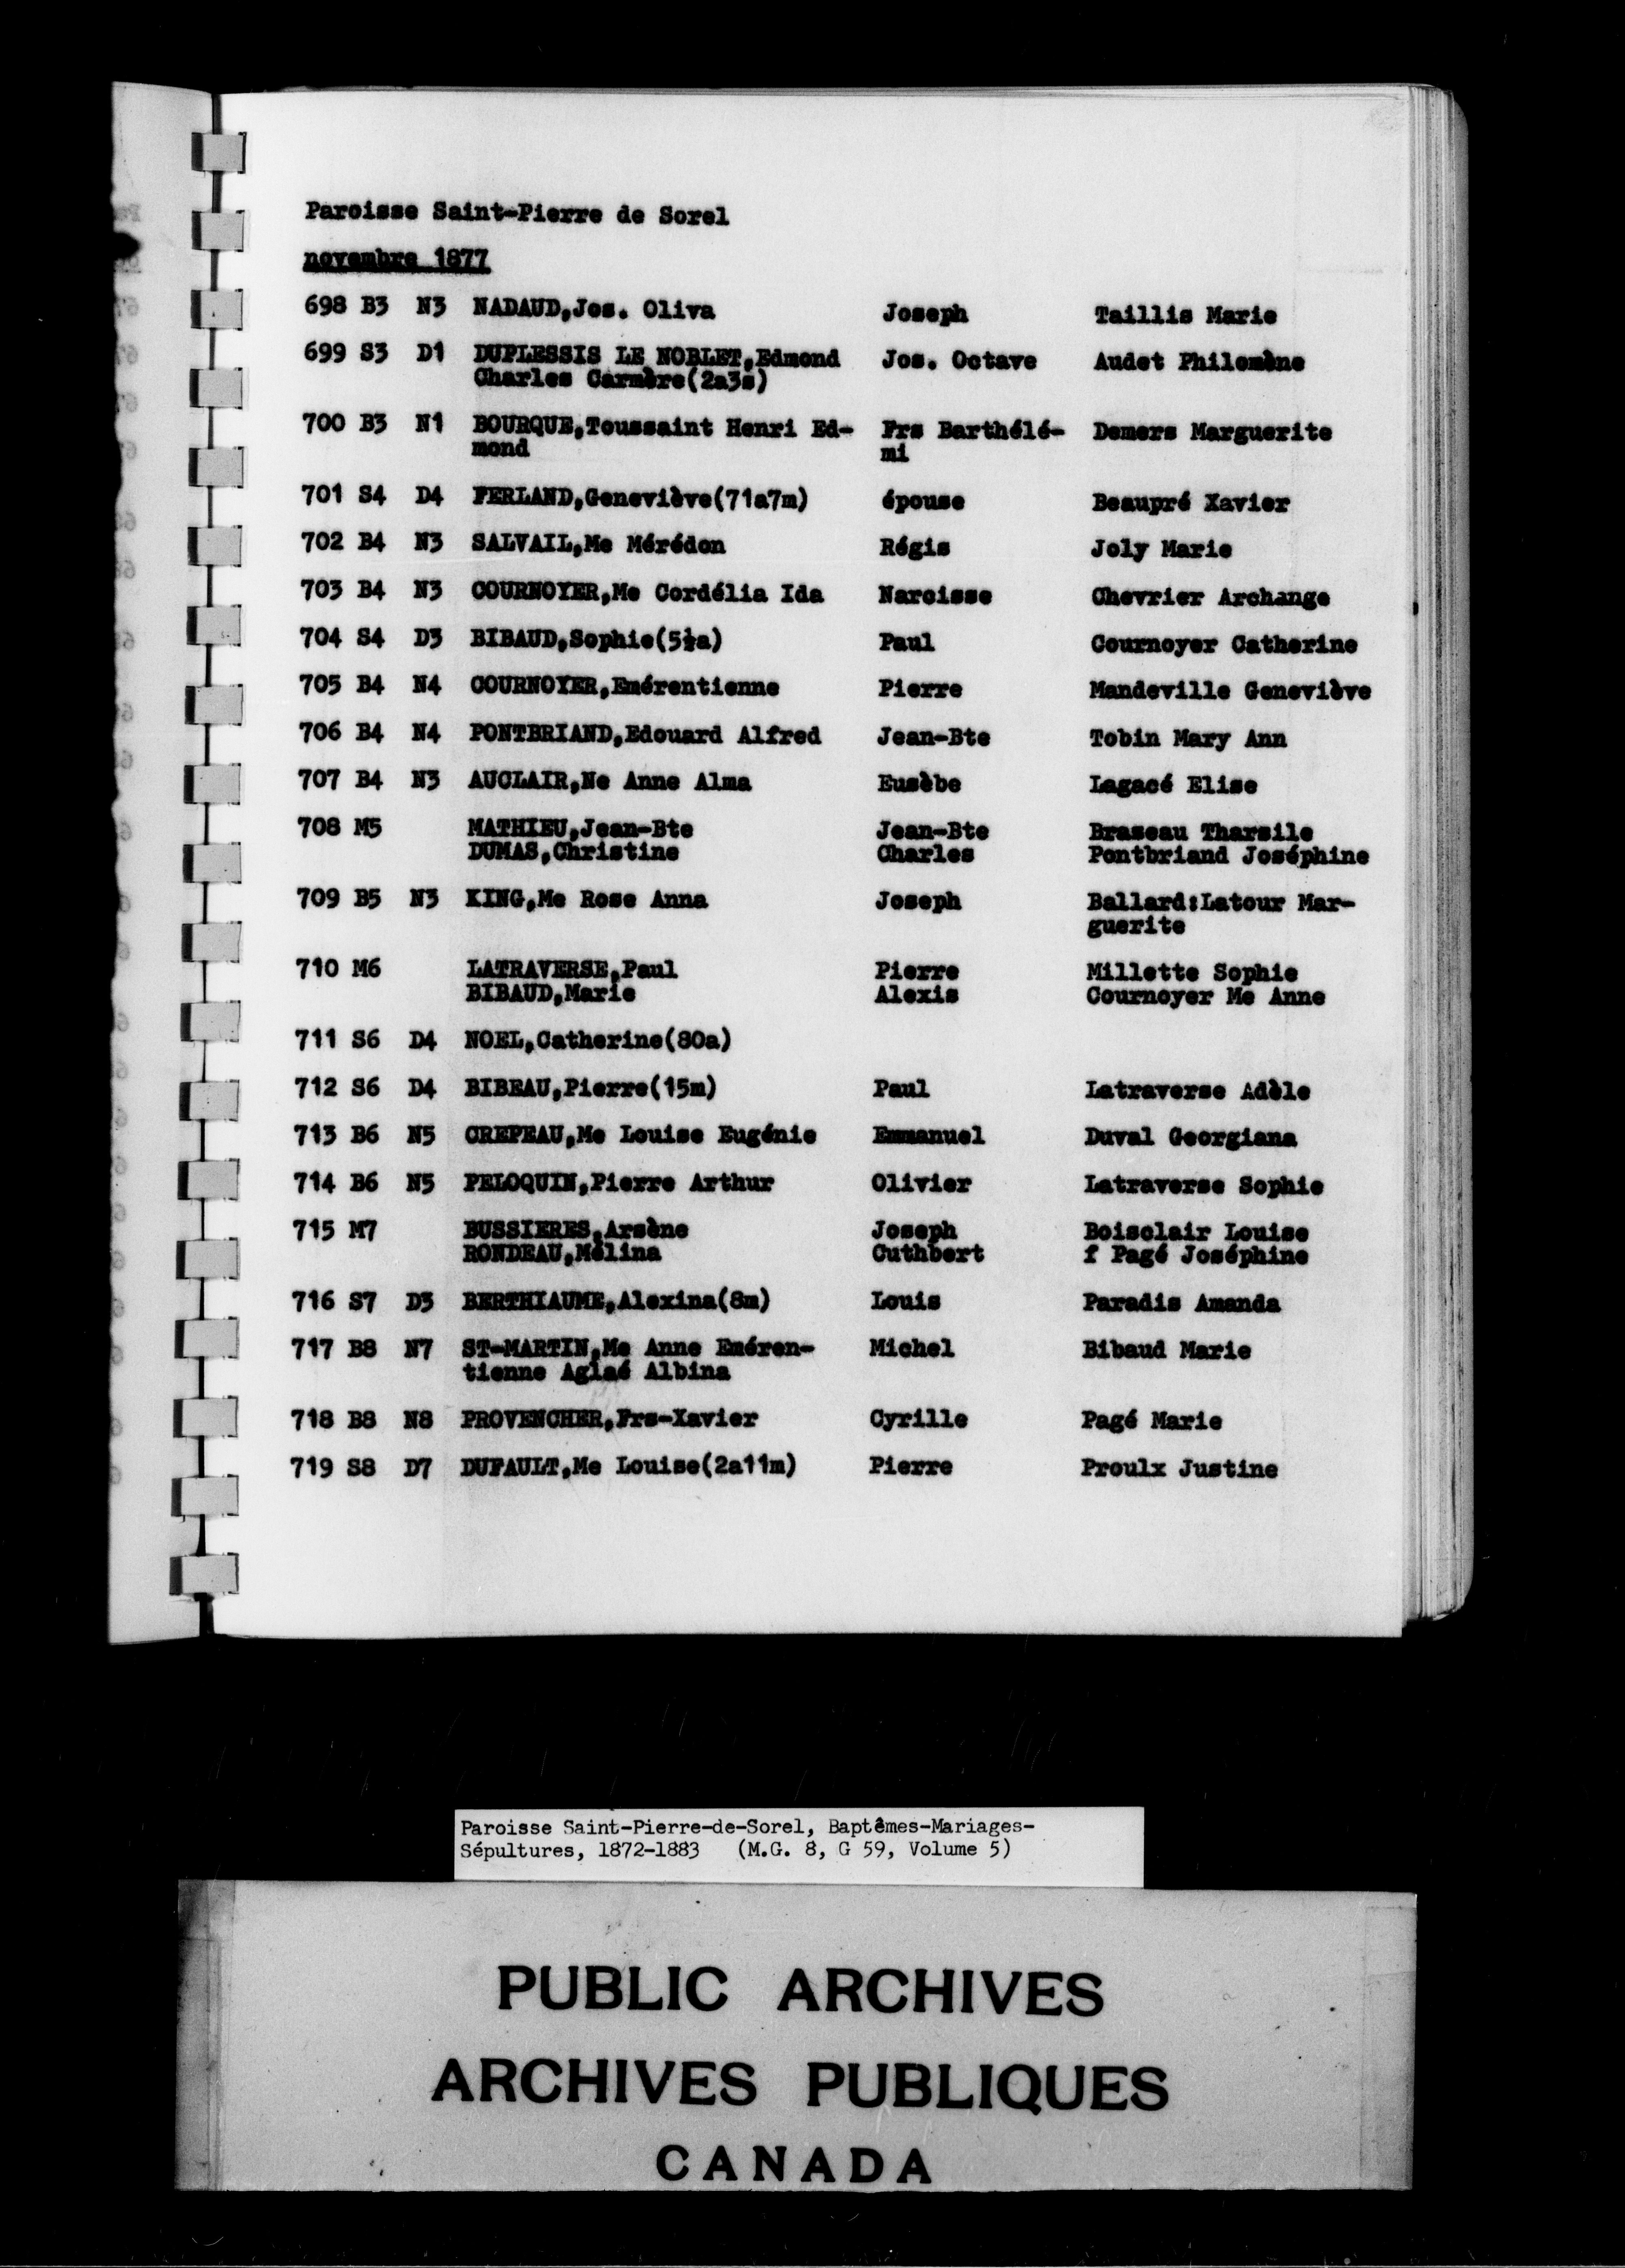 Paroisse Saint-Pierre de Sorel
novembre 1877
698 B3 N3 NADAUD,Jos. Oliva Joseph Taillis Marie
699 S3 D1 DUPLESSIS LE NOBLET,Edmond Jos. Octave Audet Philomène
Charles Carmère(2a3s)
700 B3 N1 BOURQUE,Toussaint Henri Ed- Frs Barthélé- Demers Marguerite
mond mi
701 S4 D4 FERLAND,Geneviève(71a7m) épouse Beaupré Xavier
702 B4 N3 SALVAIL,Me Mérédon Régis Joly Marie
703 B4 N3 COURNOYER,Me Cordélia Ida Narcisse Chevrier Archange
704 S4 D3 BIBAUD,Sophie(5½a) Paul Cournoyer Catherine
705 B4 N4 COURNOYER,Emérentienne Pierre Mandeville Geneviève
706 B4 N4 PONTBRIAND,Edouard Alfred Jean-Bte Tobin Mary Ann
707 B4 N3 AUCLAIR,Ne Anne Alma Eusèbe Lagacé Elise
708 M5 MATHIEU,Jean-Bte Jean-Bte Braseau Tharsile
DUMAS,Christine Charles Pontbriand Joséphine
709 B5 N3 KING,Me Rose Anna Joseph Ballard:Latour Mar-
guerite
710 M6 LATRAVERSE,Paul Pierre Millette Sophie
BIBAUD,Marie Alexis Cournoyer Me Anne
711 S6 D4 NOEL,Catherine(80a)
712 S6 D4 BIBEAU,Pierre(15m) Paul Latraverse Adèle
713 B6 N5 CREPEAU,Me Louise Eugénie Emmanuel Duval Georgiana
714 B6 N5 PELOQUIN,Pierre Arthur Olivier Latraverse Sophie
715 M7 BUSSIERES,Arsène Joseph Boisclair Louise
RONDEAU,Mélina Cuthbert f Pagé Joséphine
716 S7 D3 BERTHIAUME,Alexina(8m) Louis Paradis Amanda
717 B8 N7 ST-MARTIN,Me Anne Eméren- Michel Bibaud Marie
tienne Aglaé Albina
718 B8 N8 PROVENCHER,Frs-Xavier Cyrille Pagé Marie
719 S8 D7 DUFAULT,Me Louise(2a11m) Pierre Proulx Justine
Paroisse Saint-Pierre-de-Sorel, Baptêmes-Mariages-
Sépultures, 1872-1883 (M.G. 8, G 59, Volume 5)
PUBLIC ARCHIVES
ARCHIVES PUBLIQUES
CANADA